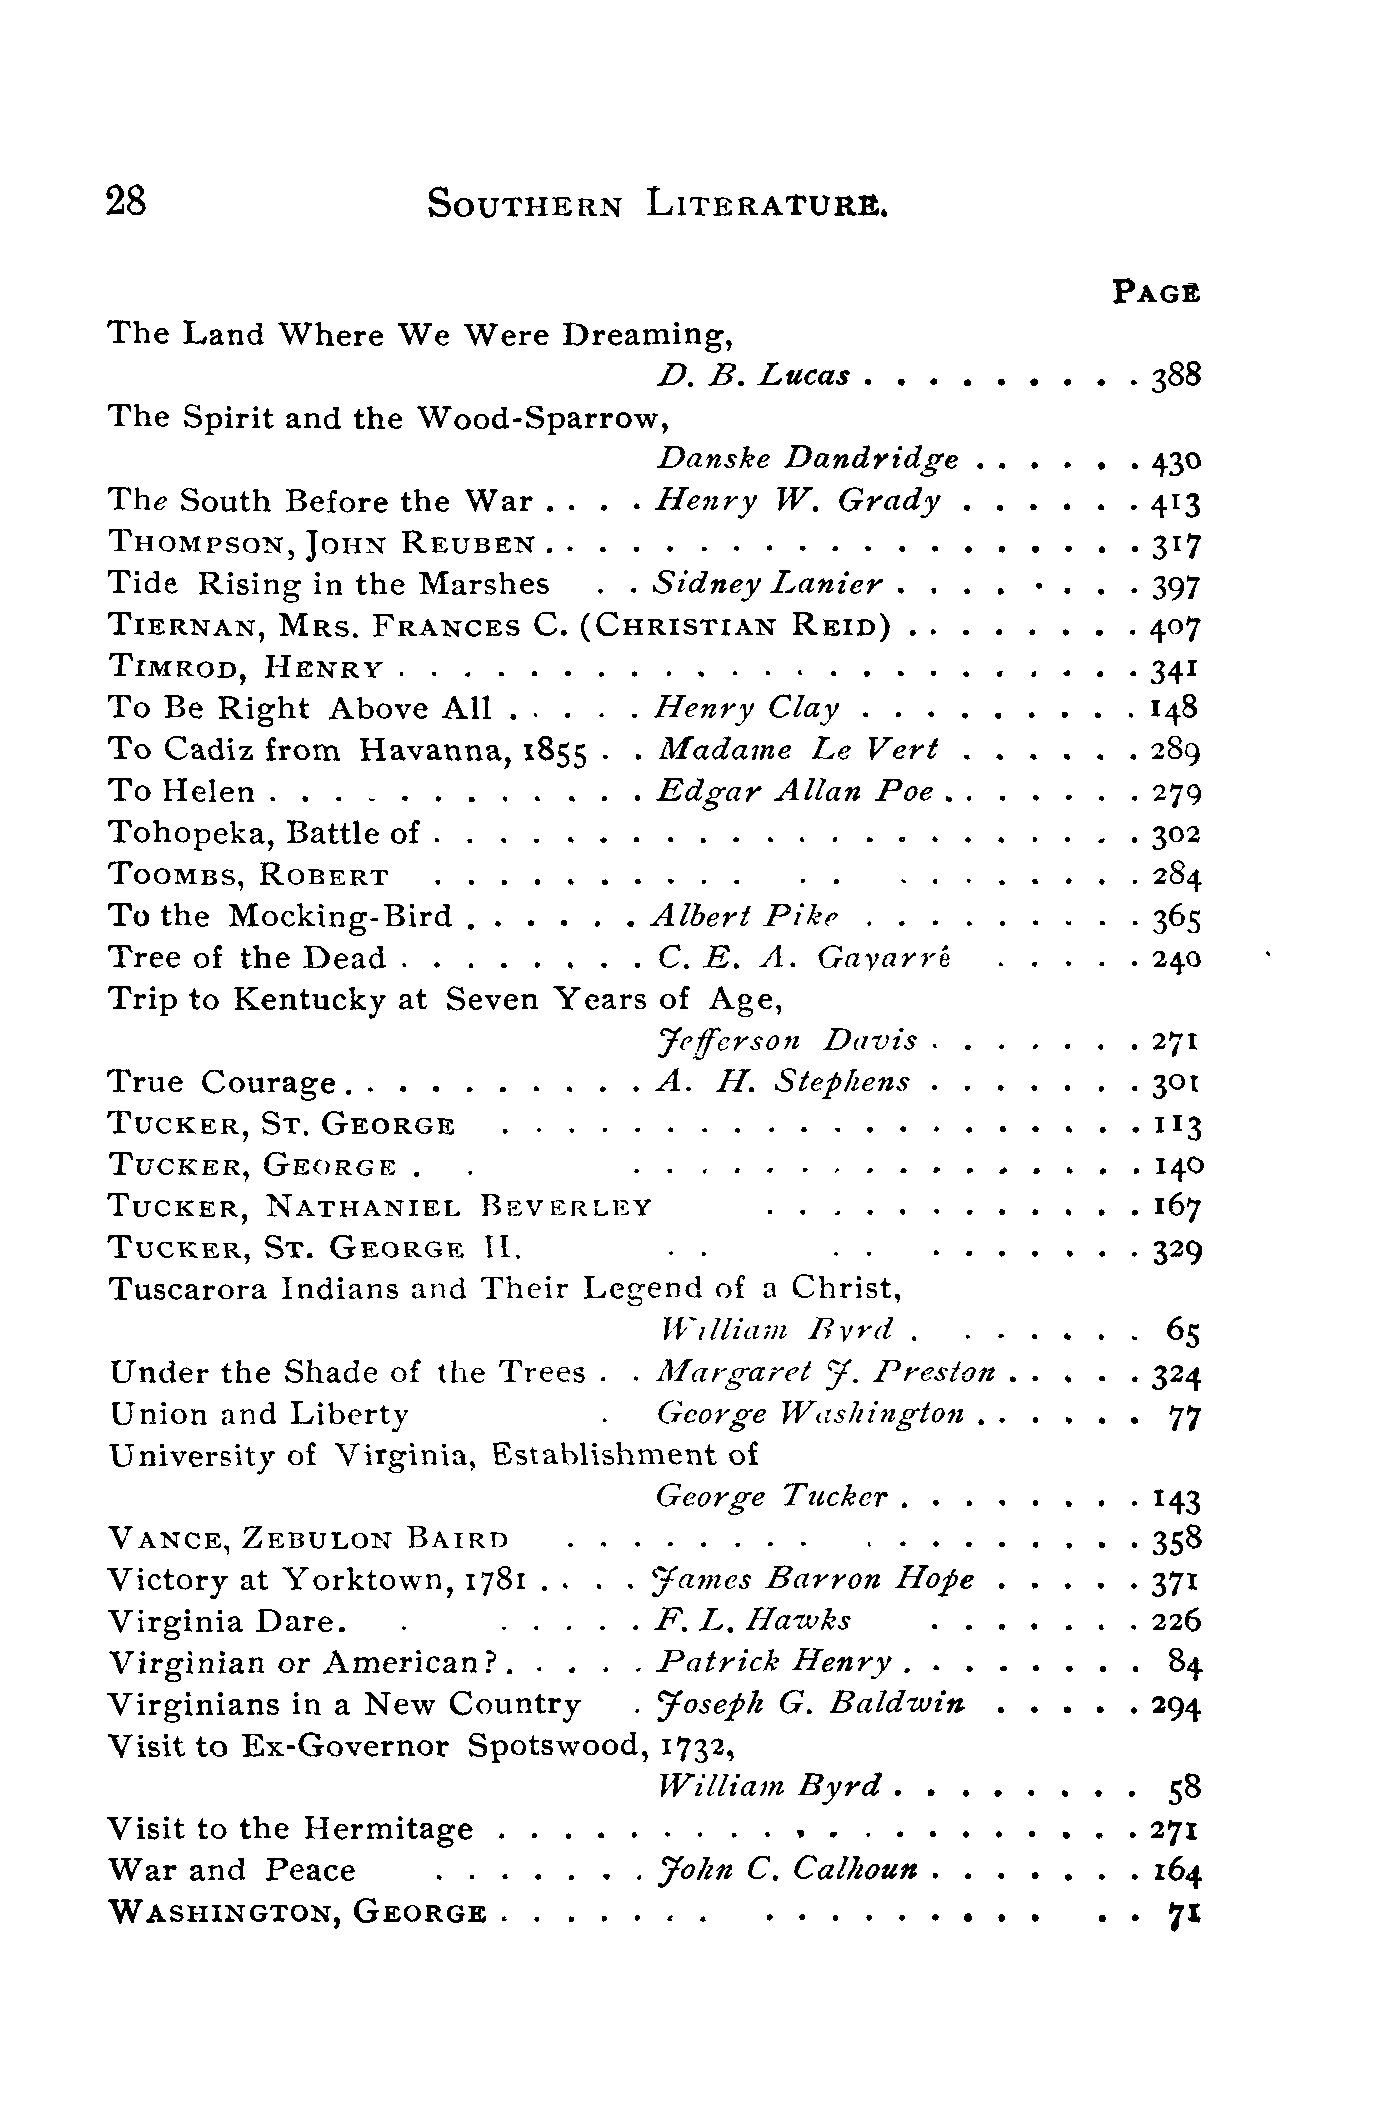 28 SOUTHERN LITERATURE.
PAGE
The Land Where We Were Dreaming,
D. B. Lucas . . . . . . . . . 388
The Spirit and the Wood-Sparrow,
Danske Dandridge . . . . . . 430
The South Before the War . . . . Henry W. Grady . . . . . . 413
THOMPSON, JOHN REUBEN . . . . . . . . . . . . . . . . . . . 317
Tide Rising in the Marshes . . Sidney Lanier . . . . . . . . 397
TIERNAN, MRS. FRANCES C. (CHRISTIAN REID) . . . . . . . . 407
TIMROD, HENRY . . . . . . . . . . . . . . . . . . . . . . . 341
To Be Right Above All . . . . . Henry Clay . . . . . . . . . 148
To Cadiz from Havanna, 1855 . . Madame Le Vert . . . . . . 289
To Helen . . . . . . . . . . . . Edgar Allan Poe . . . . . . . 279
Tohopeka, Battle of . . . . . . . . . . . . . . . . . . . . . . 302
TOOMBS, ROBERT . . . . . . . . . . . . . . . . . . . . 284
To the Mocking-Bird . . . . . . Albert Pike . . . . . . . . . 365
Tree of the Dead . . . . . . . . C. E. A. Gayarré . . . . . 240
Trip to Kentucky at Seven Years of Age,
Jefferson Davis . . . . . . . 271
True Courage . . . . . . . . . . A. H. Stephens . . . . . . . 301
TUCKER, ST. GEORGE . . . . . . . . . . . . . . . . . . . . 113
TUCKER, GEORGE . . . . . . . . . . . . . . . . . . 140
TUCKER, NATHANIEL BEVERLEY . . . . . . . . . . . . 167
TUCKER, ST. GEORGE II. . . . . . . . . . . . 329
Tuscarora Indians and Their Legend of a Christ,
William Byrd . . . . . . . 65
Under the Shade of the Trees . . Margaret J. Preston . . . . . 324
Union and Liberty . George Washington . . . . . . 77
University of Virginia, Establishment of
George Tucker . . . . . . . . 143
VANCE, ZEBULON BAIRD . . . . . . . . . . . . . . . . . 358
Victory at Yorktown, 1781 . . . . James Barron Hope . . . . . 371
Virginia Dare. . . . . . . F. L. Hawks . . . . . . . 226
Virginian or American? . . . . . Patrick Henry . . . . . . . . 84
Virginians in a New Country . Joseph G. Baldwin . . . . . 294
Visit to Ex-Governor Spotswood, 1732,
William Byrd . . . . . . . . 58
Visit to the Hermitage . . . . . . . . . . . . . . . . . . . . 271
War and Peace . . . . . . . John C. Calhoun . . . . . . . 164
WASHINGTON, GEORGE . . . . . . . . . . . . . . . . . . 71